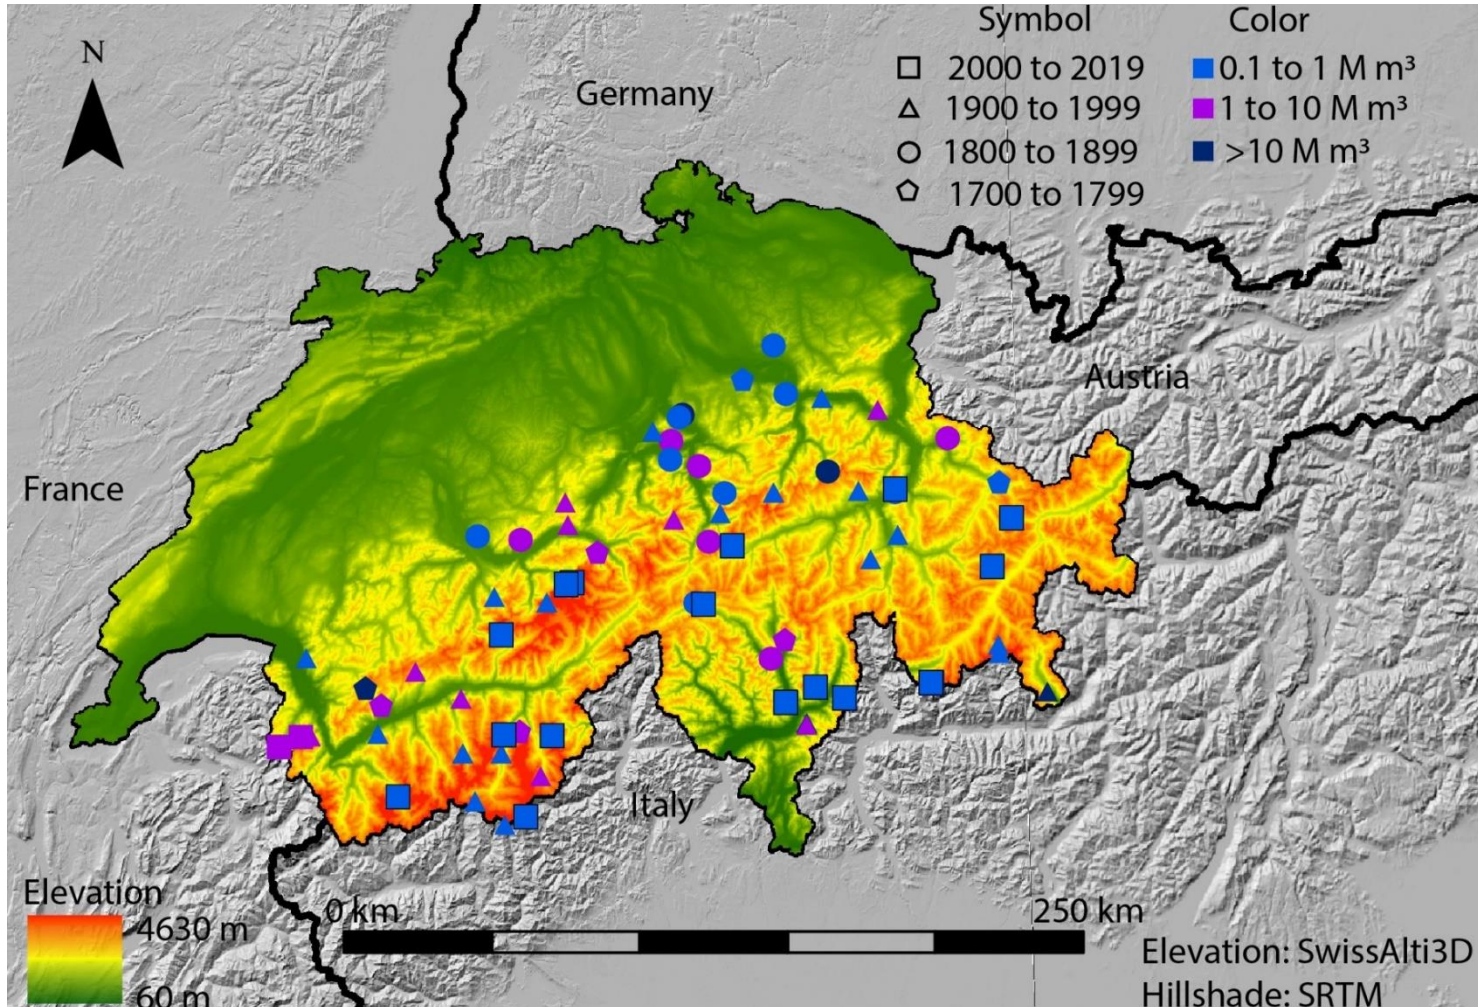 Symbol Color
N
2000 to 2019 0.1 to 1 M m³
Germany
1900 to 1999 1 to 10 M m³
1800 to 1899 >10 M m³
1700 to 1799
Austria
France
Italy
Elevation
4630 m
60 m
0 km 250 km
Elevation: SwissAlti3D
Hillshade: SRTM